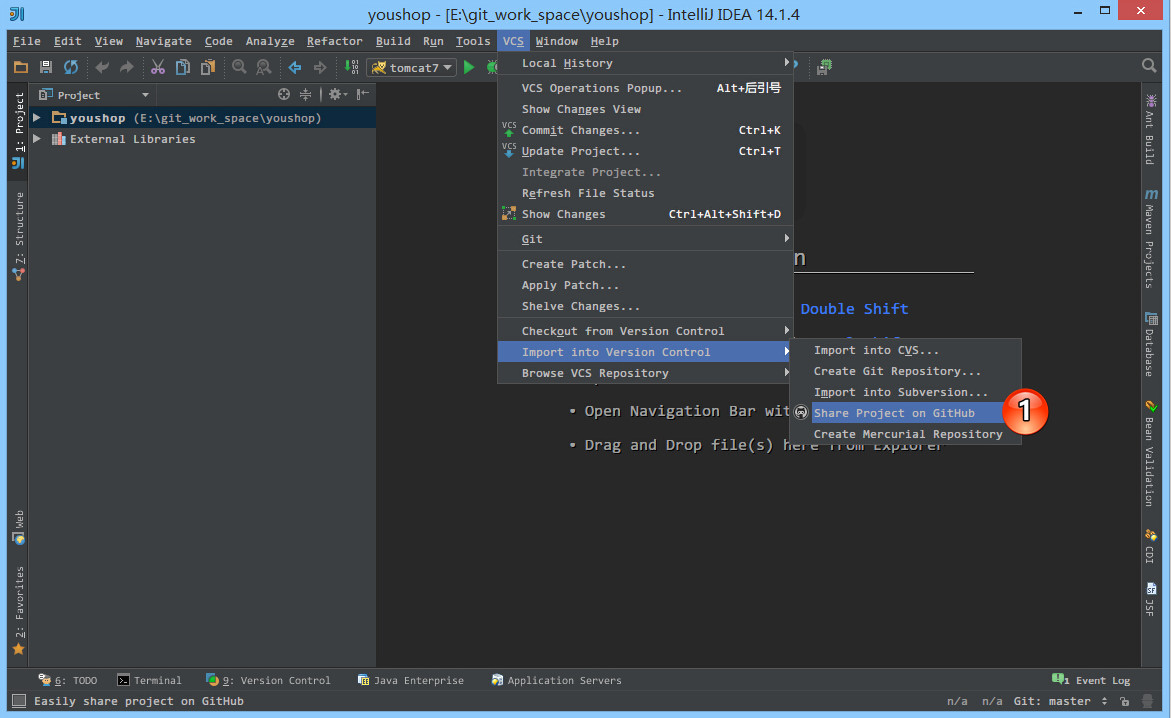 youshop - [E:\git_work_space\youshop] - IntelliJ IDEA 14.1.4
File Edit View Navigate Code Analyze Refactor Build Run Tools VCS Window Help
tomcat7
Project
youshop (E:\git_work_space\youshop)
External Libraries
1: Project
7: Structure
Web
2: Favorites
Local History
VCS Operations Popup... Alt+后引号
Show Changes View
VCS Commit Changes... Ctrl+K
VCS Update Project... Ctrl+T
Integrate Project...
Refresh File Status
Show Changes Ctrl+Alt+Shift+D
Git
Create Patch...
Apply Patch...
Shelve Changes...
Checkout from Version Control
Import into Version Control
Browse VCS Repository
Import into CVS...
Create Git Repository...
Import into Subversion...
Share Project on GitHub
Create Mercurial Repository
1
Double Shift
• Open Navigation Bar wit
• Drag and Drop file(s) here from Explorer
Ant Build
Maven Projects
Database
Bean Validation
CDI
JSF
6: TODO Terminal 9: Version Control Java Enterprise Application Servers 1 Event Log
Easily share project on GitHub n/a n/a Git: master